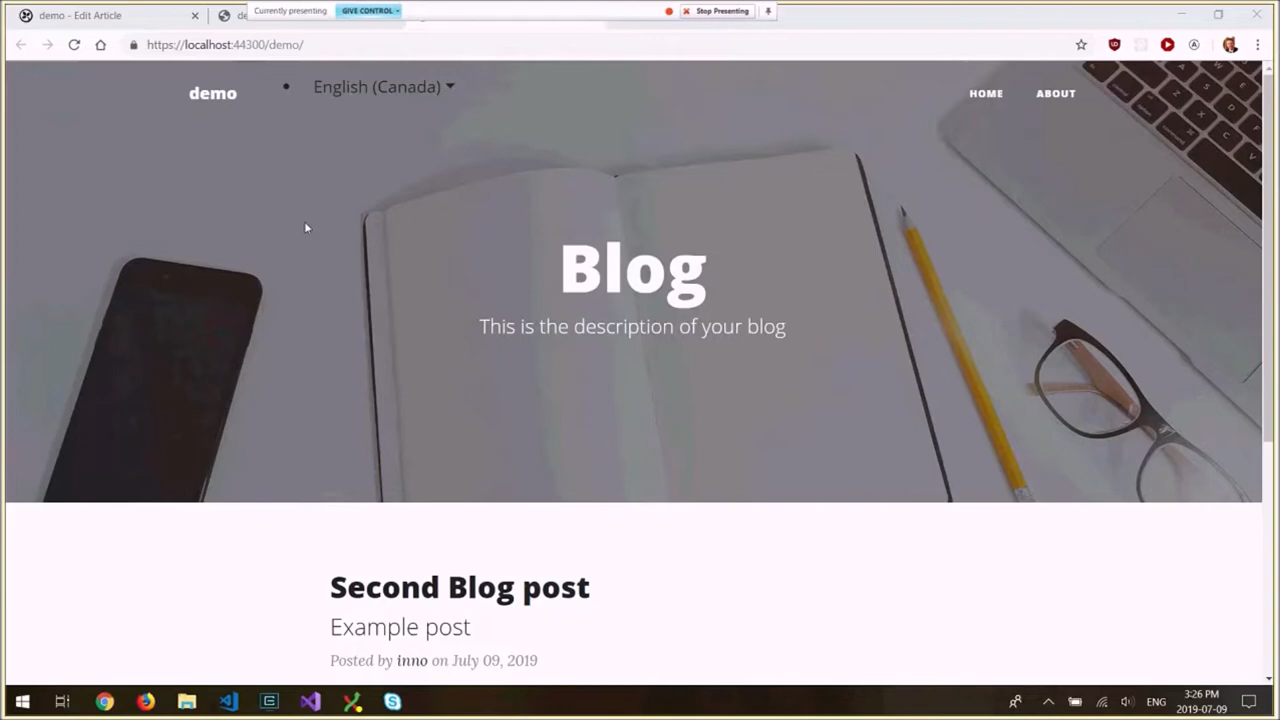 demo - Edit Article
de
Currently presenting
GIVE CONTROL
Stop Presenting
https://localhost:44300/demo/
demo
English (Canada)
HOME
ABOUT
Blog
This is the description of your blog
Second Blog post
Example post
Posted by inno on July 09, 2019
ENG
3:26 PM
2019-07-09